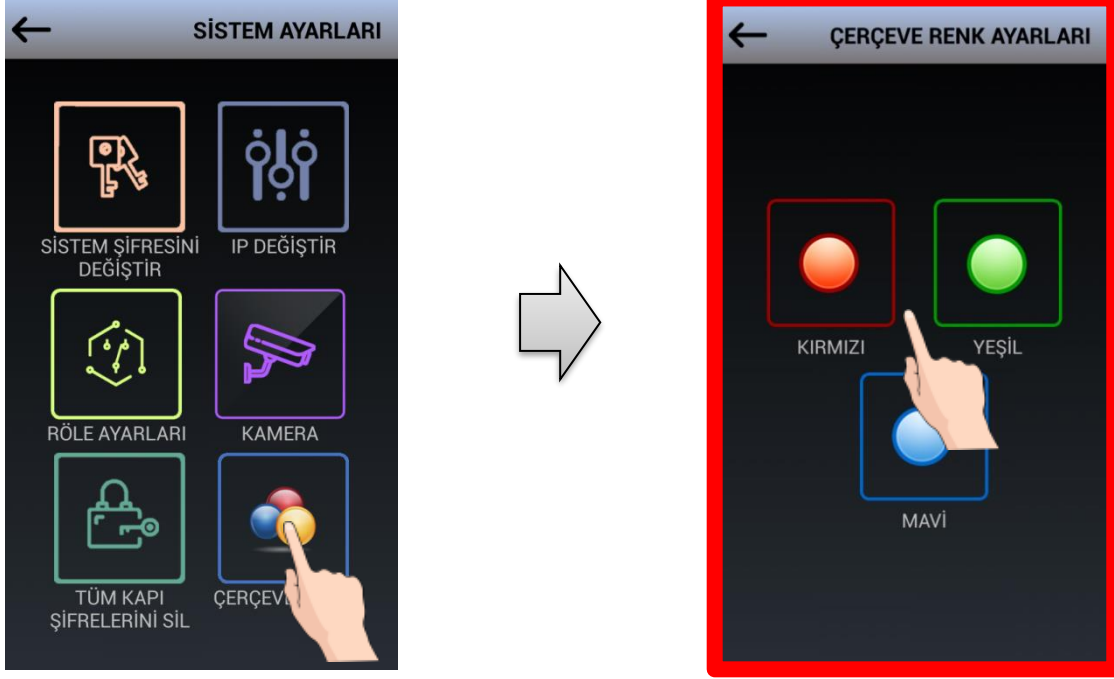 SİSTEM AYARLARI
SİSTEM ŞİFRESİNİ
DEĞİŞTİR
IP DEĞİŞTİR
RÖLE AYARLARI
KAMERA
TÜM KAPI
ŞİFRELERİNİ SİL
ÇERÇEVE RENK AYARLARI
KIRMIZI
YEŞİL
MAVİ